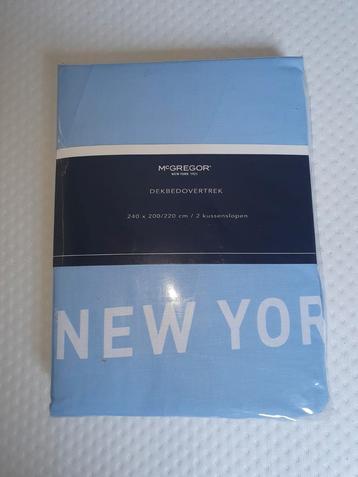 McGREGOR®
NEW YORK 1921
DEKBEDOVERTREK
240 x 200/220 cm / 2 kussenslopen
NEW YOR